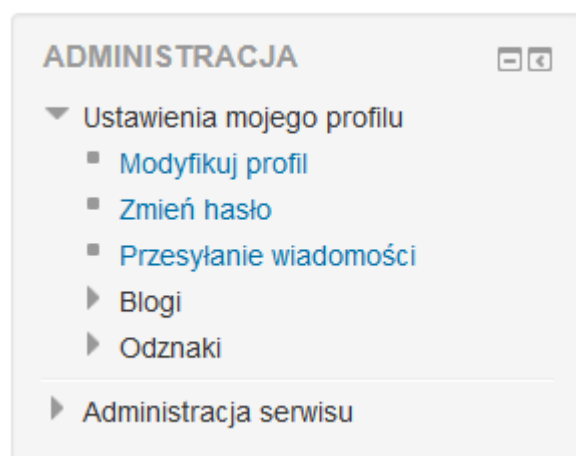 ADMINISTRACJA
Ustawienia mojego profilu
Modyfikuj profil
Zmień hasło
Przesyłanie wiadomości
Blogi
Odznaki
Administracja serwisu